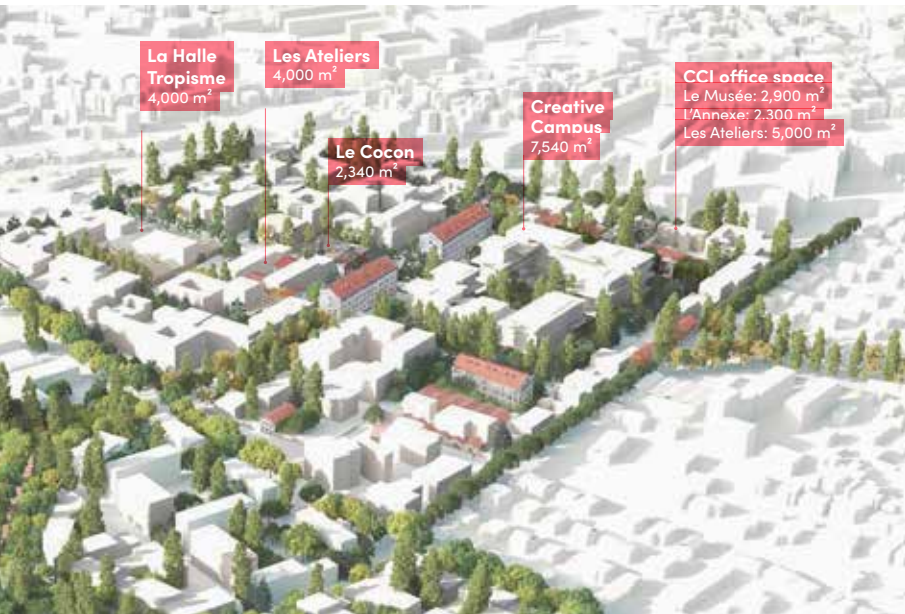 La Halle
Tropisme
4,000 m²
Les Ateliers
4,000 m²
Le Cocon
2,340 m²
Creative
Campus
7,540 m²
CCI office space
Le Musée: 2,900 m²
L'Annexe: 2,300 m²
Les Ateliers: 5,000 m²